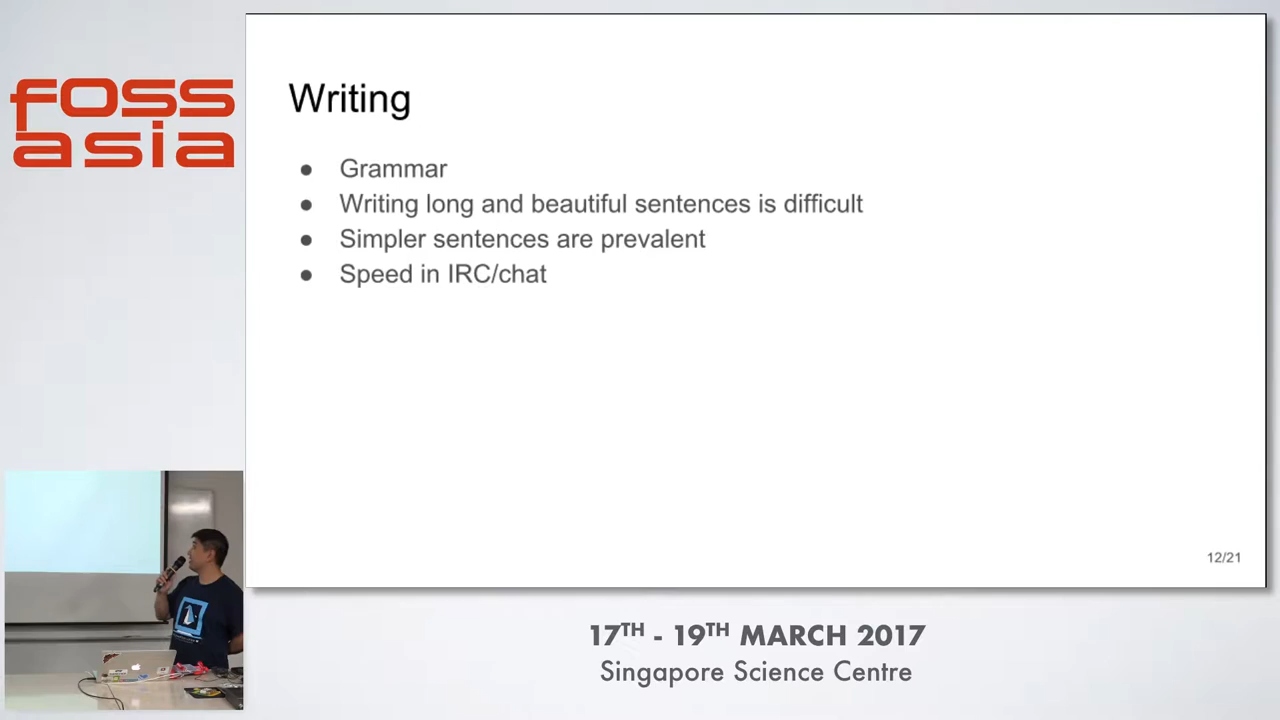 foss
asia
Writing
● Grammar
● Writing long and beautiful sentences is difficult
● Simpler sentences are prevalent
● Speed in IRC/chat
12/21
17TH - 19TH MARCH 2017
Singapore Science Centre